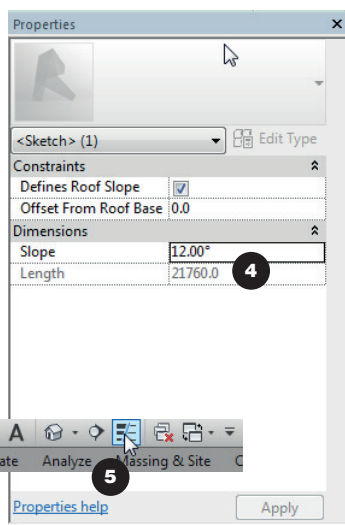 Properties ×
<Sketch> (1) Edit Type
Constraints
Defines Roof Slope
Offset From Roof Base 0.0
Dimensions
Slope 12.00°
Length 21760.0
4
A
ate Analyze Massing & Site C
5
Properties help Apply